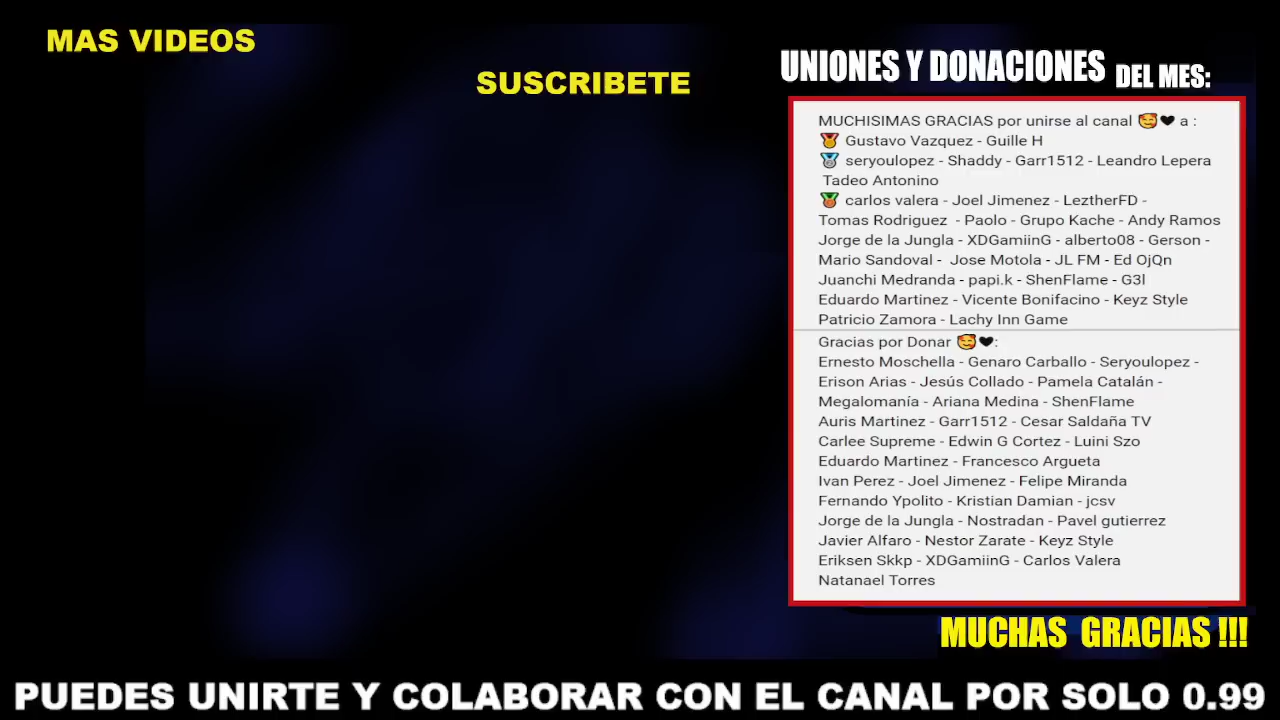 MAS VIDEOS
SUSCRIBETE
UNIONES Y DONACIONES DEL MES:
MUCHISIMAS GRACIAS por unirse al canal 🥰🖤 a :
🥇 Gustavo Vazquez - Guille H
🥈 seryoulopez - Shaddy - Garr1512 - Leandro Lepera
Tadeo Antonino
🥉 carlos valera - Joel Jimenez - LeztherFD -
Tomas Rodriguez - Paolo - Grupo Kache - Andy Ramos
Jorge de la Jungla - XDGamiinG - alberto08 - Gerson -
Mario Sandoval - Jose Motola - JL FM - Ed OjQn
Juanchi Medranda - papi.k - ShenFlame - G3l
Eduardo Martinez - Vicente Bonifacino - Keyz Style
Patricio Zamora - Lachy Inn Game
Gracias por Donar 🥰🖤:
Ernesto Moschella - Genaro Carballo - Seryoulopez -
Erison Arias - Jesús Collado - Pamela Catalán -
Megalomanía - Ariana Medina - ShenFlame
Auris Martinez - Garr1512 - Cesar Saldaña TV
Carlee Supreme - Edwin G Cortez - Luini Szo
Eduardo Martinez - Francesco Argueta
Ivan Perez - Joel Jimenez - Felipe Miranda
Fernando Ypolito - Kristian Damian - jcsv
Jorge de la Jungla - Nostradan - Pavel gutierrez
Javier Alfaro - Nestor Zarate - Keyz Style
Eriksen Skkp - XDGamiinG - Carlos Valera
Natanael Torres
MUCHAS GRACIAS !!!
PUEDES UNIRTE Y COLABORAR CON EL CANAL POR SOLO 0.99